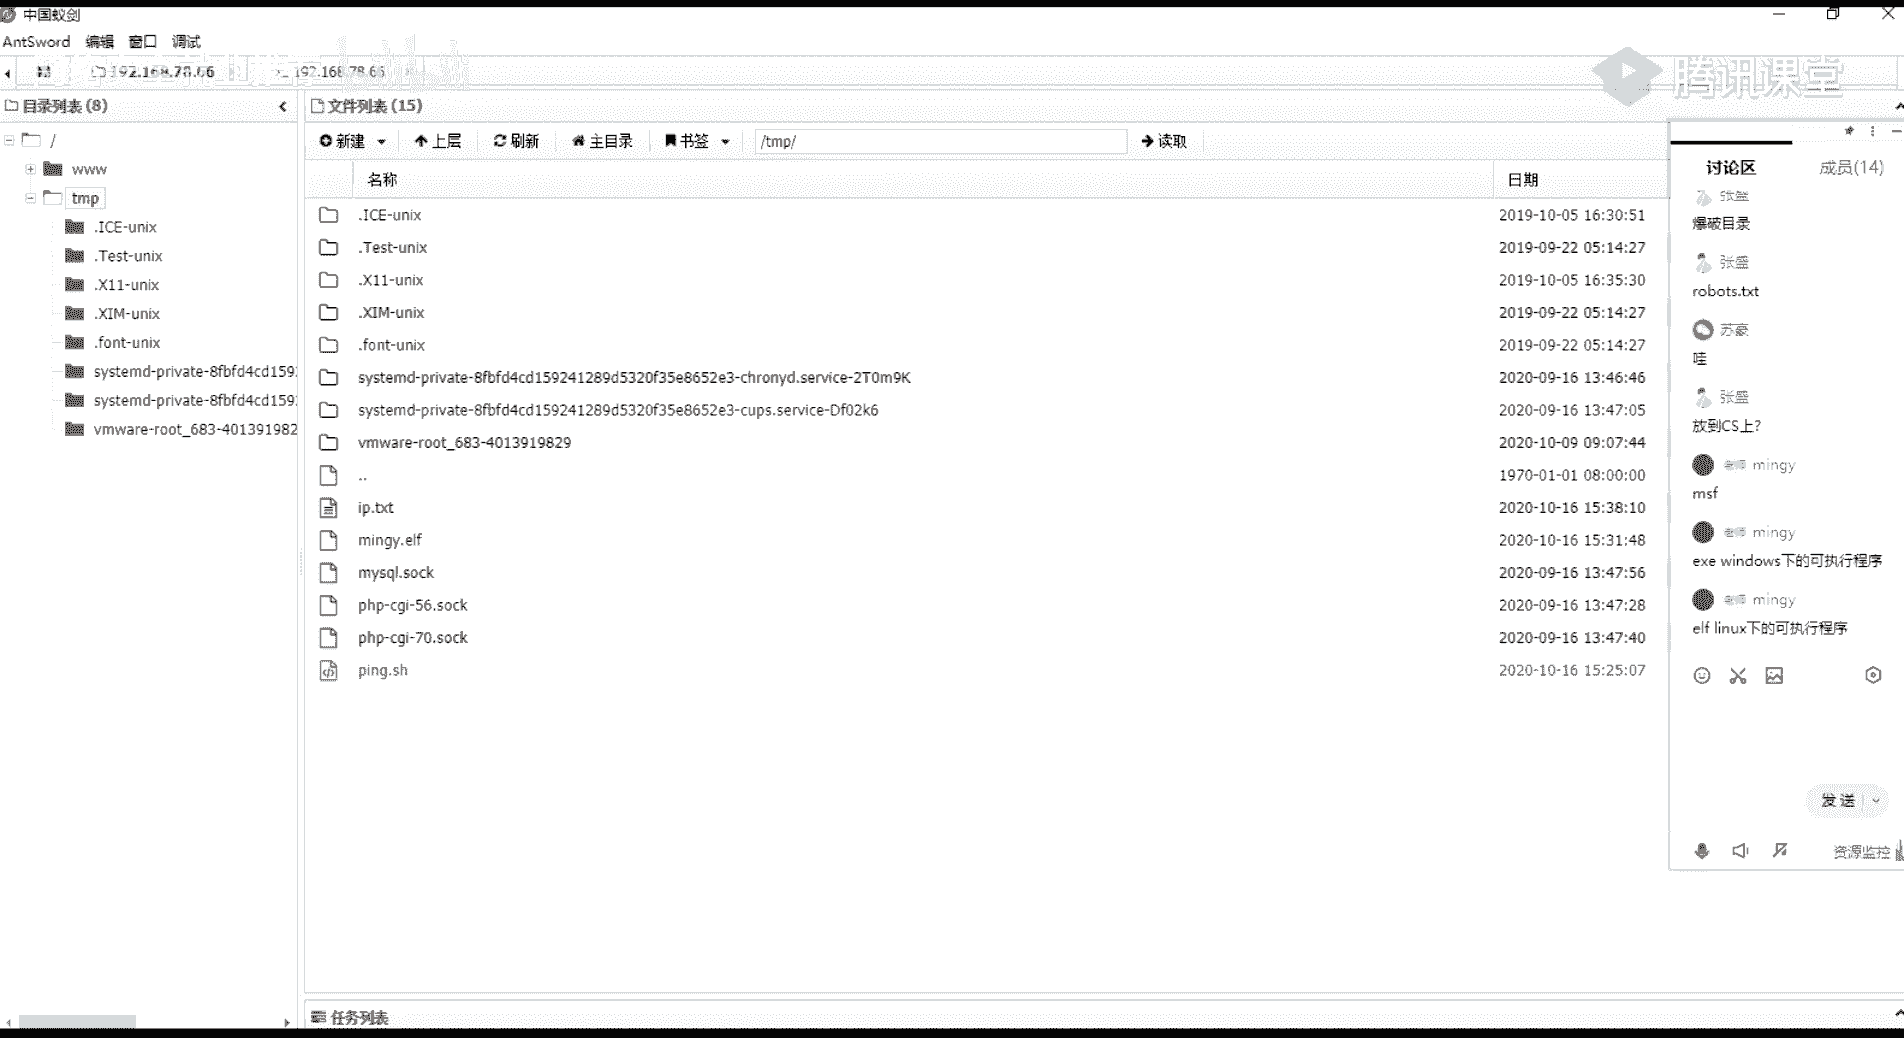 中国蚁剑
AntSword 编辑 窗口 调试
192.168.78.66 192.168.78.66
腾讯课堂
目录列表 (8)
/
www
tmp
.ICE-unix
.Test-unix
.X11-unix
.XIM-unix
.font-unix
systemd-private-8fbfd4cd159
systemd-private-8fbfd4cd159
vmware-root_683-401391982
文件列表 (15)
新建 上层 刷新 主目录 书签 /tmp/ 读取
名称 日期
.ICE-unix 2019-10-05 16:30:51
.Test-unix 2019-09-22 05:14:27
.X11-unix 2019-10-05 16:35:30
.XIM-unix 2019-09-22 05:14:27
.font-unix 2019-09-22 05:14:27
systemd-private-8fbfd4cd159241289d5320f35e8652e3-chronyd.service-2T0m9K 2020-09-16 13:46:46
systemd-private-8fbfd4cd159241289d5320f35e8652e3-cups.service-Df02k6 2020-09-16 13:47:05
vmware-root_683-4013919829 2020-10-09 09:07:44
.. 1970-01-01 08:00:00
ip.txt 2020-10-16 15:38:10
mingy.elf 2020-10-16 15:31:48
mysql.sock 2020-09-16 13:47:56
php-cgi-56.sock 2020-09-16 13:47:28
php-cgi-70.sock 2020-09-16 13:47:40
ping.sh 2020-10-16 15:25:07
任务列表
讨论区 成员(14)
张盛
爆破目录
张盛
robots.txt
苏豪
哇
张盛
放到CS上?
老师 mingy
msf
老师 mingy
exe windows下的可执行程序
老师 mingy
elf linux下的可执行程序
发送
资源监控